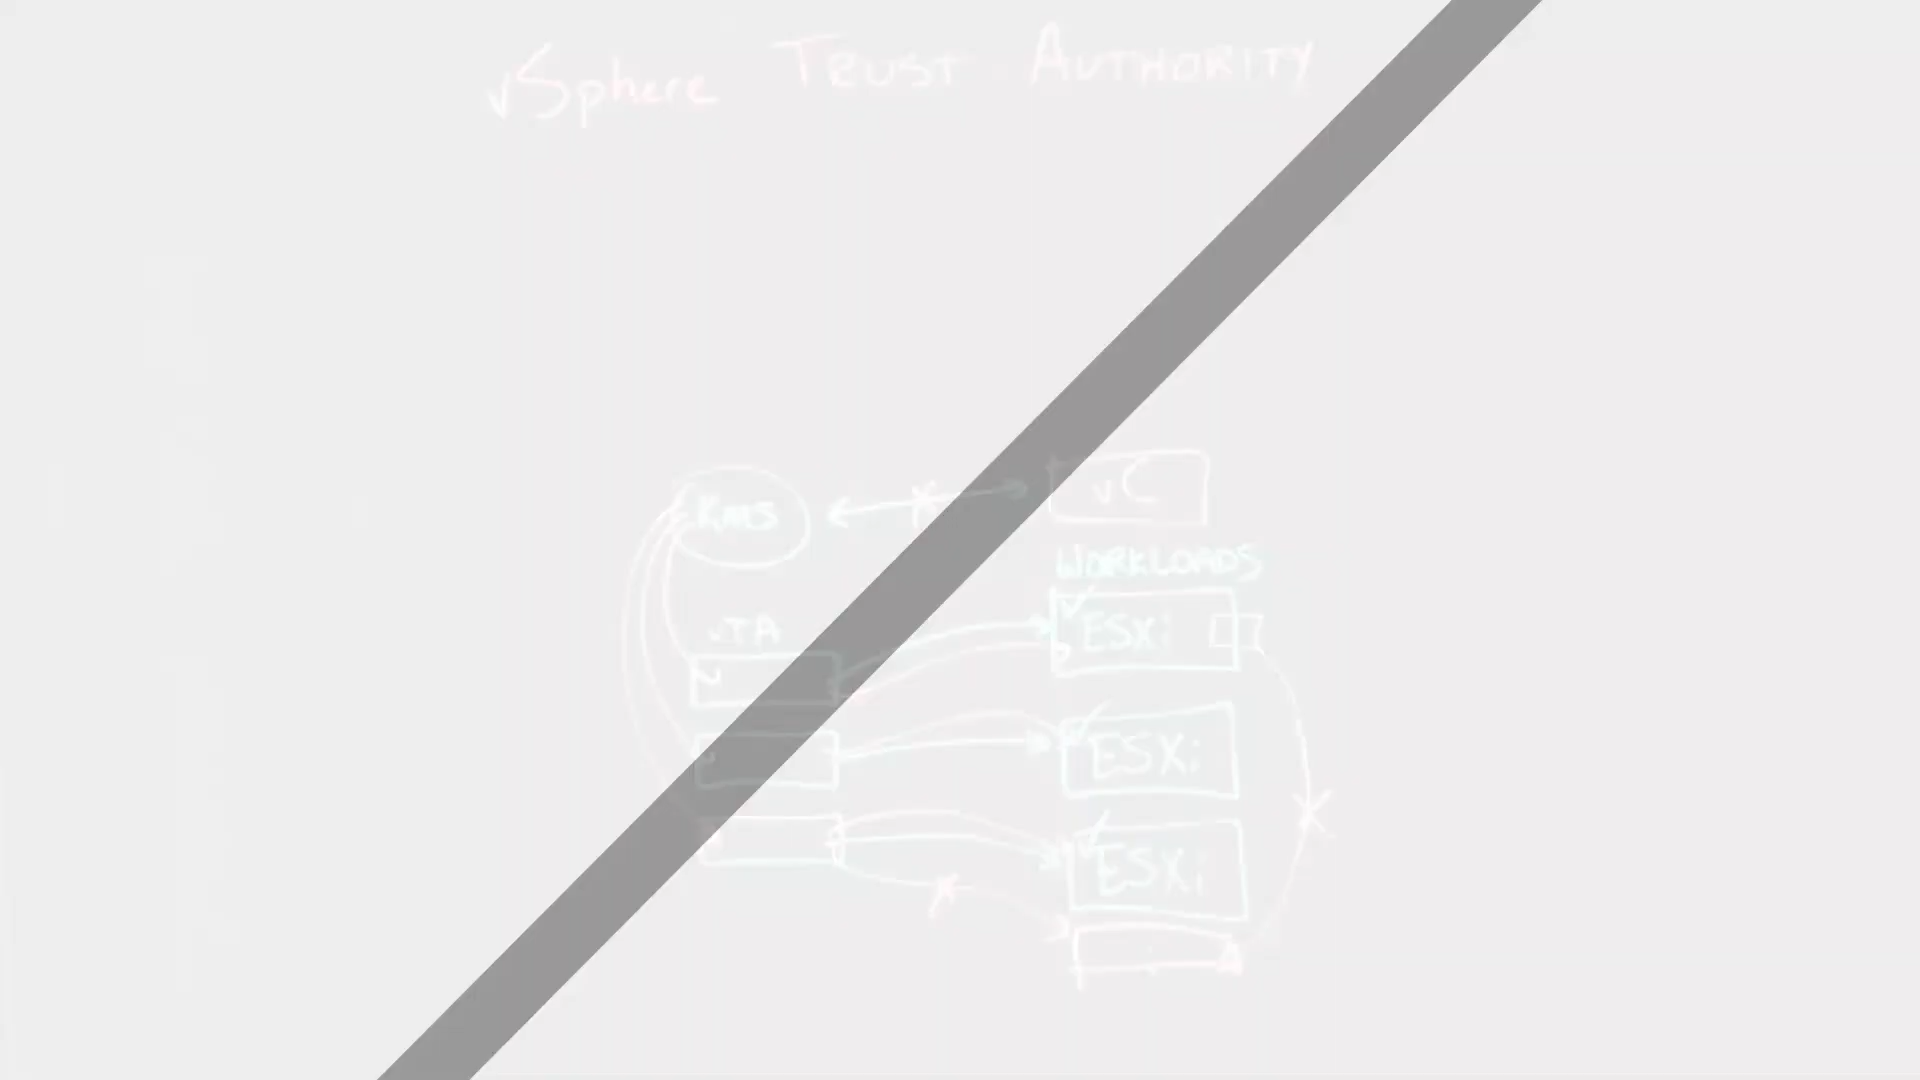 vSphere TRUST AUTHORITY
KMS
vC
WORKLOADS
vTA
ESXi
ESXi
ESXi